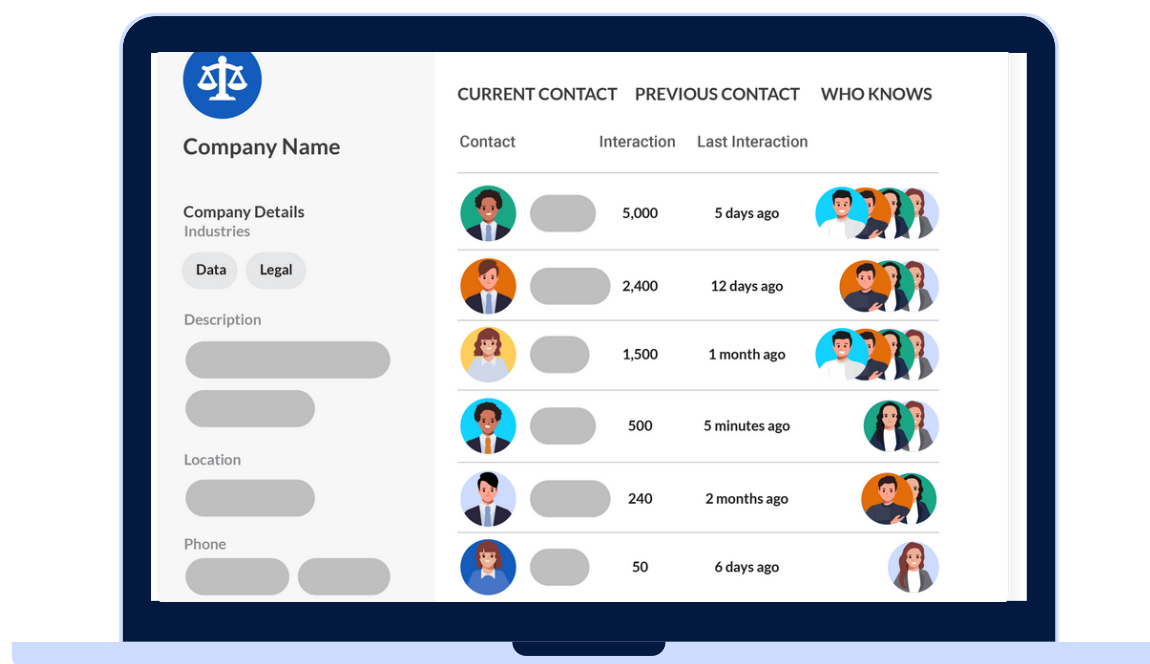 Company Name
Company Details
Industries
Data Legal
Description
Location
Phone
CURRENT CONTACT PREVIOUS CONTACT WHO KNOWS
Contact Interaction Last Interaction
5,000 5 days ago
2,400 12 days ago
1,500 1 month ago
500 5 minutes ago
240 2 months ago
50 6 days ago